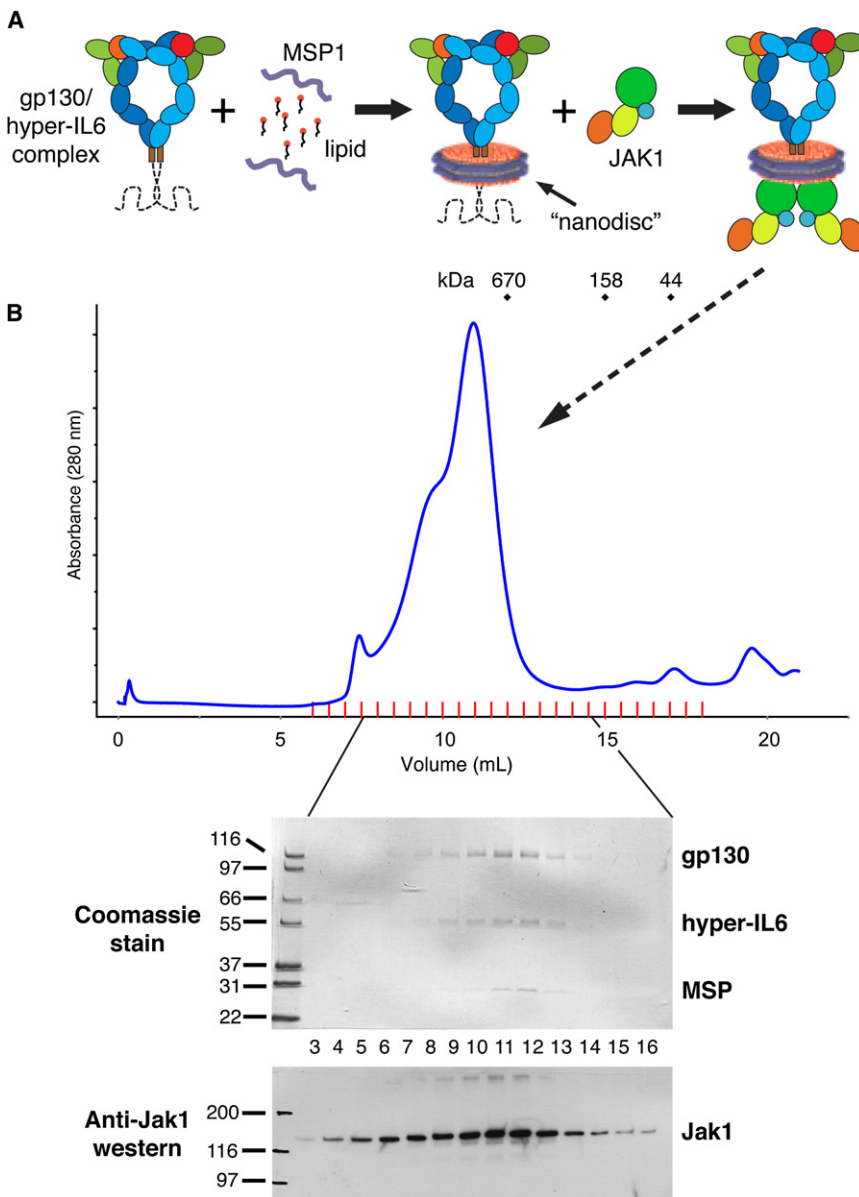 A
gp130/
hyper-IL6
complex
MSP1
lipid
"nanodisc"
JAK1
B
kDa 670 158 44
Absorbance (280 nm)
0 5 10 15 20
Volume (mL)
Coomassie
stain
116
97
66
55
37
31
22
gp130
hyper-IL6
MSP
3 4 5 6 7 8 9 10 11 12 13 14 15 16
Anti-Jak1
western
200
116
97
Jak1